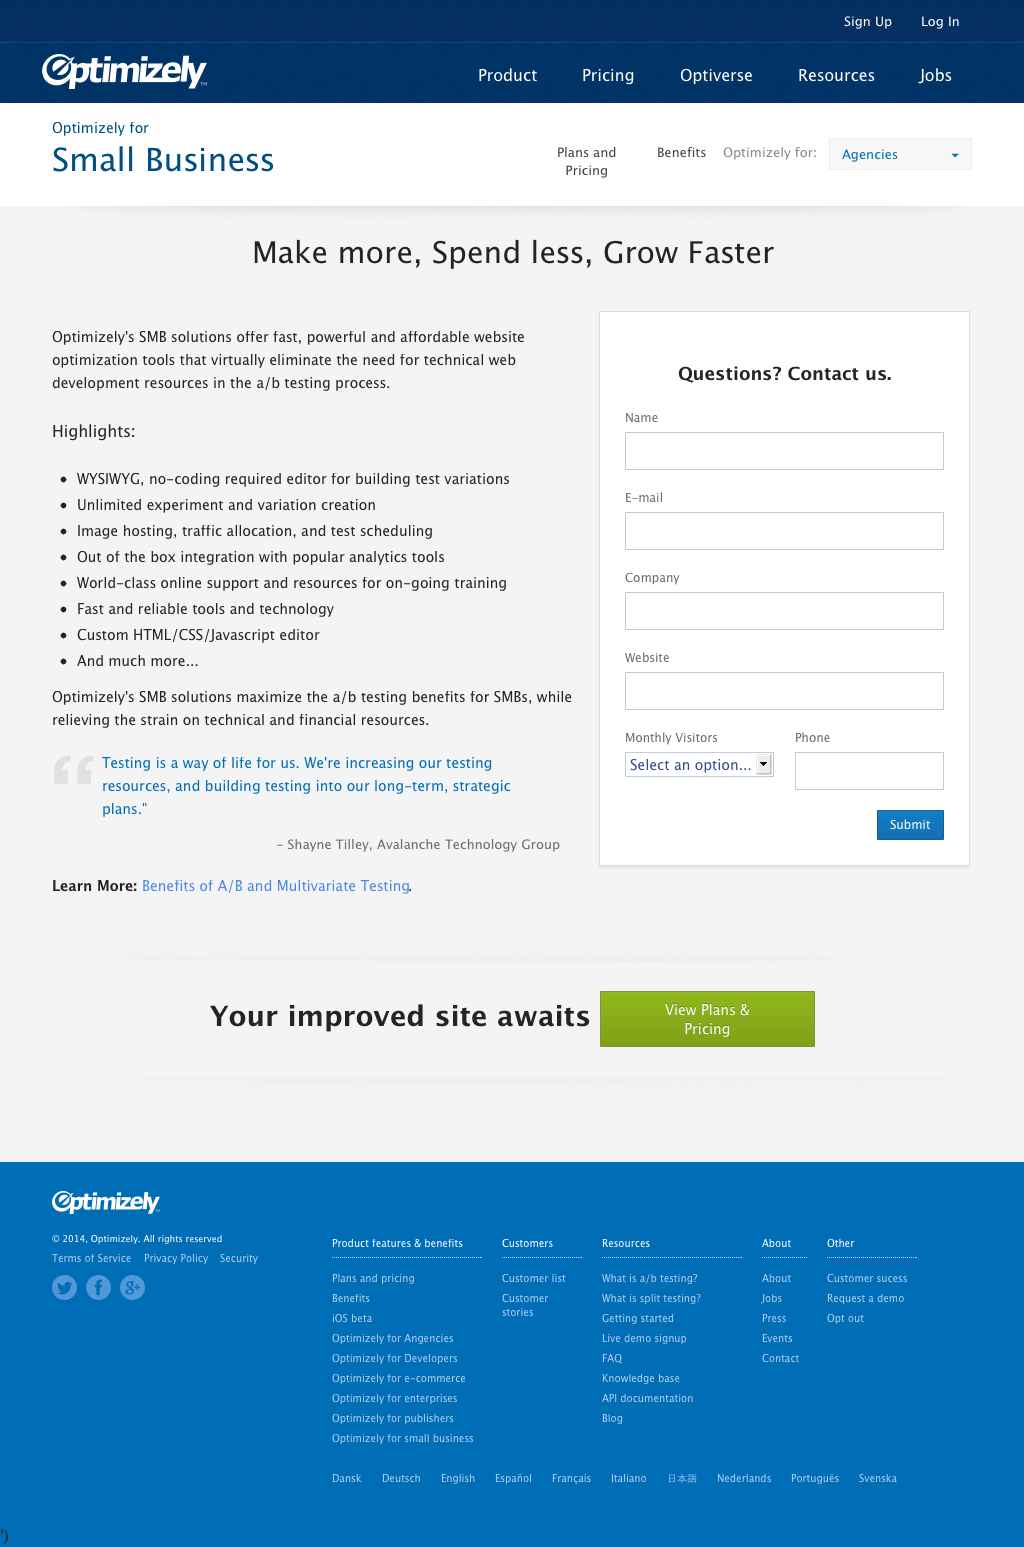 Sign Up Log In
Optimizely™
Product Pricing Optiverse Resources Jobs
Optimizely for
Small Business
Plans and
Pricing
Benefits
Optimizely for:
Agencies
Make more, Spend less, Grow Faster
Optimizely's SMB solutions offer fast, powerful and affordable website
optimization tools that virtually eliminate the need for technical web
development resources in the a/b testing process.
Highlights:
• WYSIWYG, no-coding required editor for building test variations
• Unlimited experiment and variation creation
• Image hosting, traffic allocation, and test scheduling
• Out of the box integration with popular analytics tools
• World-class online support and resources for on-going training
• Fast and reliable tools and technology
• Custom HTML/CSS/Javascript editor
• And much more...
Optimizely's SMB solutions maximize the a/b testing benefits for SMBs, while
relieving the strain on technical and financial resources.
“ Testing is a way of life for us. We're increasing our testing
resources, and building testing into our long-term, strategic
plans."
- Shayne Tilley, Avalanche Technology Group
Learn More: Benefits of A/B and Multivariate Testing.
Questions? Contact us.
Name
E-mail
Company
Website
Monthly Visitors Phone
Select an option...
Submit
Your improved site awaits
View Plans &
Pricing
Optimizely
© 2014, Optimizely. All rights reserved
Terms of Service Privacy Policy Security
f g+
Product features & benefits
Plans and pricing
Benefits
iOS beta
Optimizely for Angencies
Optimizely for Developers
Optimizely for e-commerce
Optimizely for enterprises
Optimizely for publishers
Optimizely for small business
Customers
Customer list
Customer
stories
Resources
What is a/b testing?
What is split testing?
Getting started
Live demo signup
FAQ
Knowledge base
API documentation
Blog
About
About
Jobs
Press
Events
Contact
Other
Customer sucess
Request a demo
Opt out
Dansk Deutsch English Español Français Italiano 日本語 Nederlands Português Svenska
')